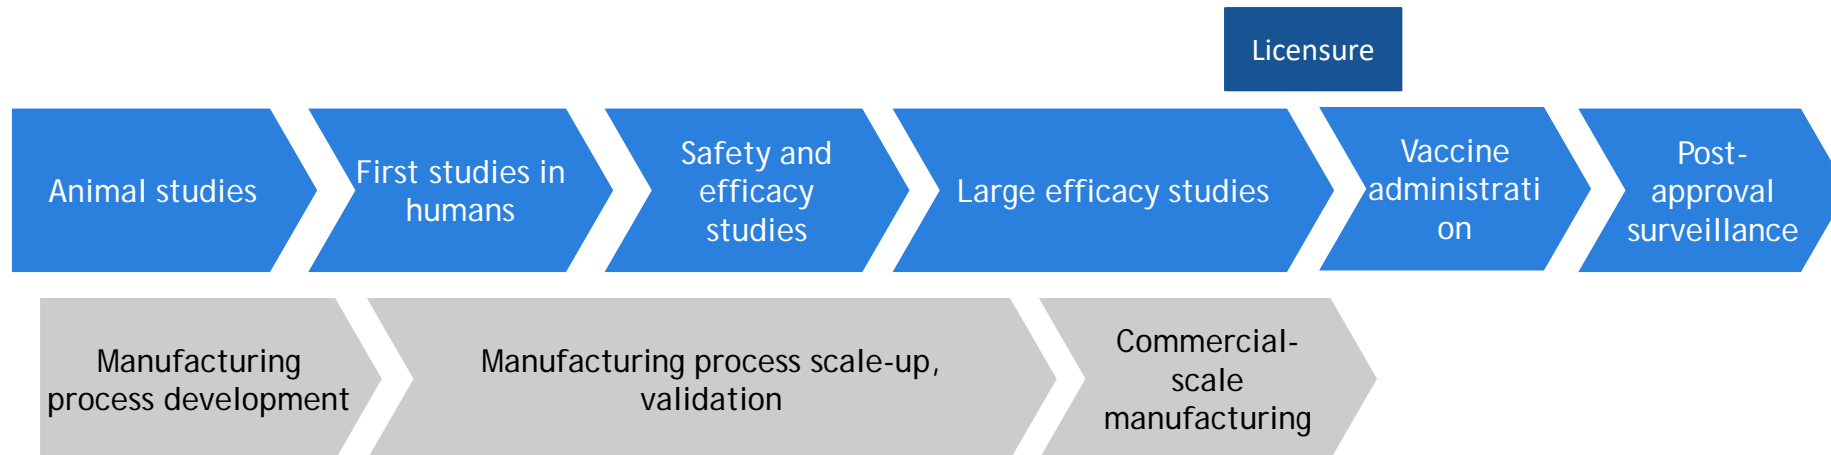 Licensure
Animal studies
First studies in
humans
Safety and
efficacy
studies
Large efficacy studies
Vaccine
administrati
on
Post-
approval
surveillance
Manufacturing
process development
Manufacturing process scale-up,
validation
Commercial-
scale
manufacturing